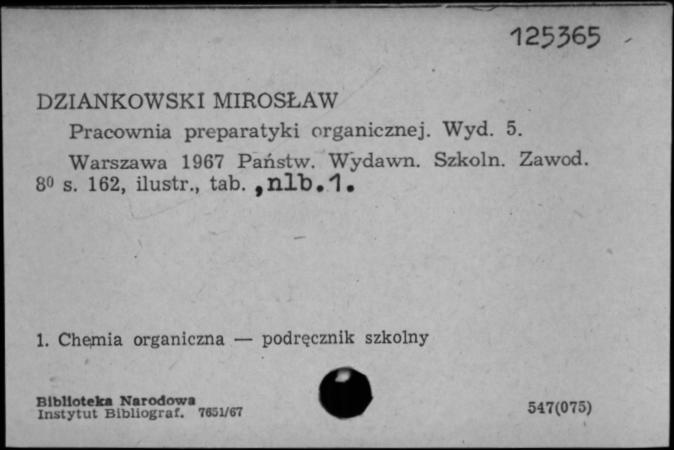 125365
DZIANKOWSKI MIROSŁAW
Pracownia preparatyki organicznej. Wyd. 5.
Warszawa 1967 Państw. Wydawn. Szkoln. Zawod.
8⁰ s. 162, ilustr., tab. ,nlb.1.
1. Chemia organiczna — podręcznik szkolny
Biblioteka Narodowa
Instytut Bibliograf. 7651/67
547(075)